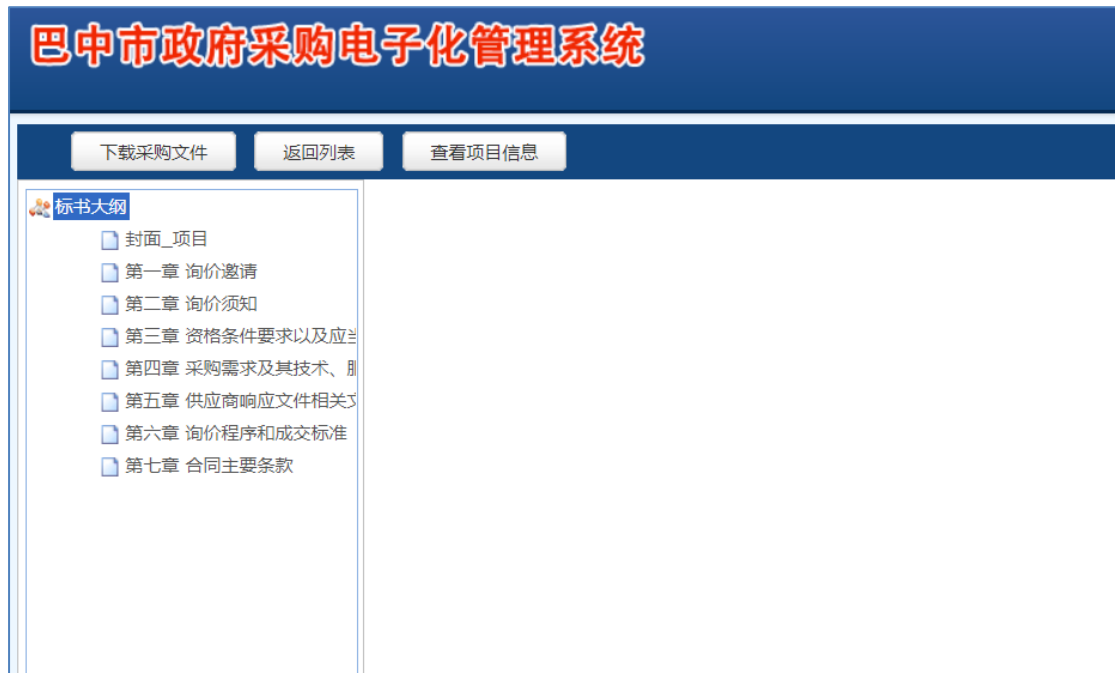 巴中市政府采购电子化管理系统
下载采购文件 返回列表 查看项目信息
标书大纲
封面_项目
第一章 询价邀请
第二章 询价须知
第三章 资格条件要求以及应
第四章 采购需求及其技术、
第五章 供应商响应文件相关
第六章 询价程序和成交标准
第七章 合同主要条款